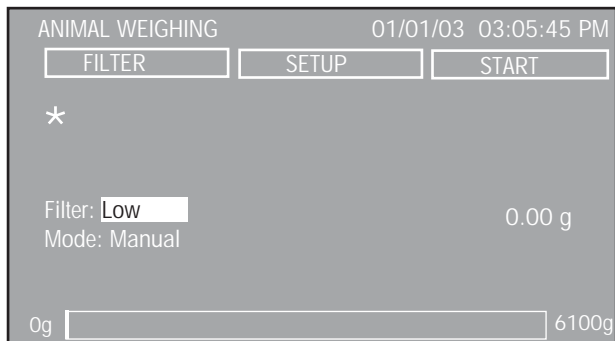 ANIMAL WEIGHING 01/01/03 03:05:45 PM
FILTER SETUP START
*
Filter: Low 0.00 g
Mode: Manual
0g 6100g